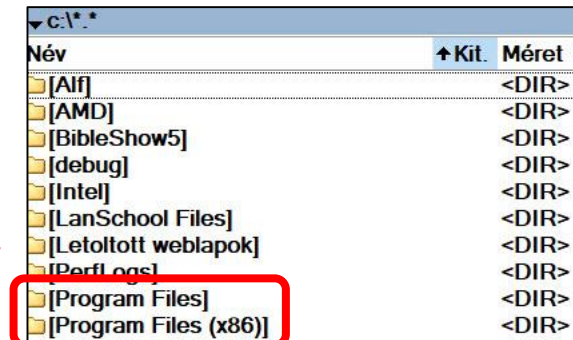 c:\*.*
Név Kit. Méret
[Alf] <DIR>
[AMD] <DIR>
[BibleShow5] <DIR>
[debug] <DIR>
[Intel] <DIR>
[LanSchool Files] <DIR>
[Letoltott weblapok] <DIR>
[PerfLogs] <DIR>
[Program Files] <DIR>
[Program Files (x86)] <DIR>